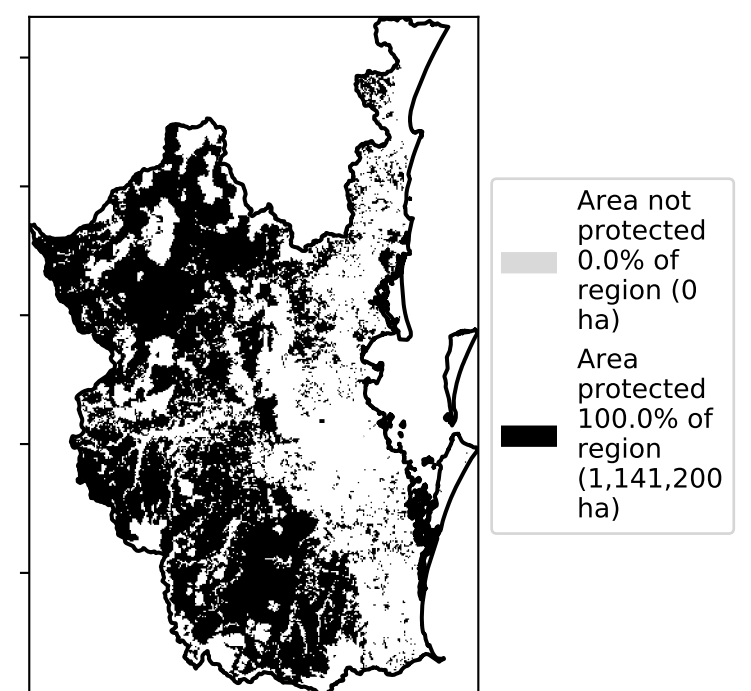 Area not
protected
0.0% of
region (0
ha)
Area
protected
100.0% of
region
(1,141,200
ha)